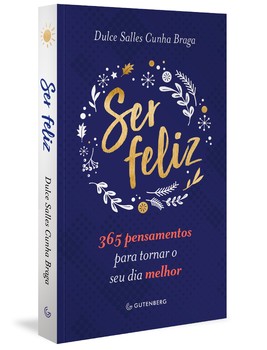 Dulce Salles Cunha Braga
Ser
feliz
365 pensamentos
para tornar o
seu dia melhor
GUTENBERG
Ser feliz
Dulce Salles Cunha Braga